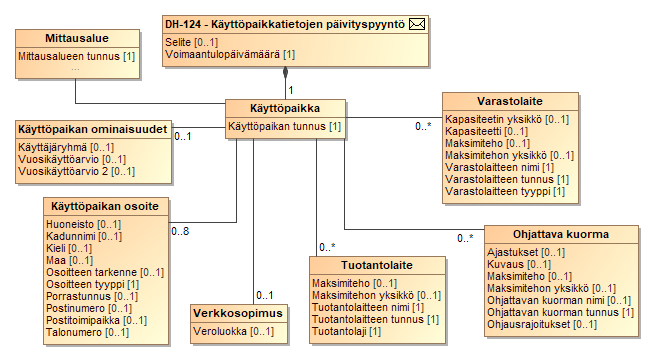 DH-124 - Käyttöpaikkatietojen päivityspyyntö
Selite [0..1]
Voimaantulopäivämäärä [1]
Mittausalue
Mittausalueen tunnus [1]
...
1
Käyttöpaikka
Käyttöpaikan tunnus [1]
Käyttöpaikan ominaisuudet
Käyttäjäryhmä [0..1]
Vuosikäyttöarvio [0..1]
Vuosikäyttöarvio 2 [0..1]
0..1
Varastolaite
Kapasiteetin yksikkö [0..1]
Kapasiteetti [0..1]
Maksimiteho [0..1]
Maksimitehon yksikkö [0..1]
Varastolaitteen nimi [1]
Varastolaitteen tunnus [1]
Varastolaitteen tyyppi [1]
0..*
Käyttöpaikan osoite
Huoneisto [0..1]
Kadunnimi [0..1]
Kieli [0..1]
Maa [0..1]
Osoitteen tarkenne [0..1]
Osoitteen tyyppi [1]
Porrastunnus [0..1]
Postinumero [0..1]
Postitoimipaikka [0..1]
Talonumero [0..1]
0..8
Verkkosopimus
Veroluokka [0..1]
0..1
Tuotantolaite
Maksimiteho [0..1]
Maksimitehon yksikkö [0..1]
Tuotantolaitteen nimi [1]
Tuotantolaitteen tunnus [1]
Tuotantolaji [1]
0..*
Ohjattava kuorma
Ajastukset [0..1]
Kuvaus [0..1]
Maksimiteho [0..1]
Maksimitehon yksikkö [0..1]
Ohjattavan kuorman nimi [0..1]
Ohjattavan kuorman tunnus [1]
Ohjausrajoitukset [0..1]
0..*